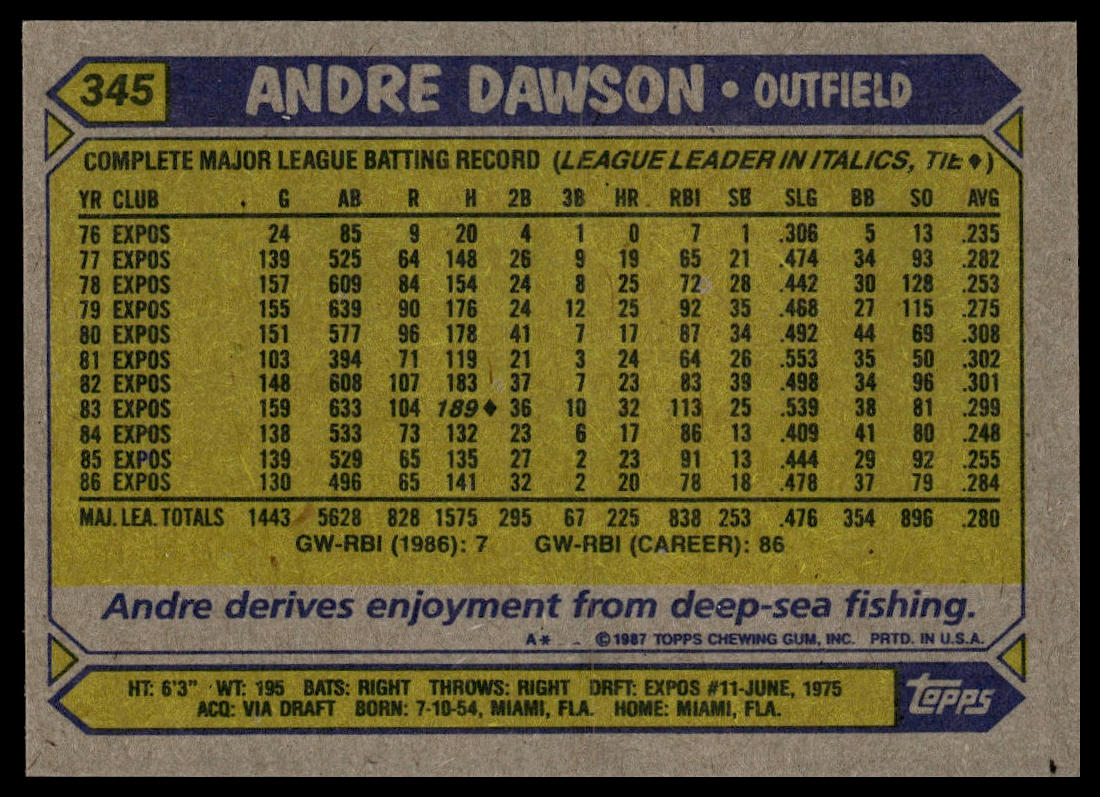 345 ANDRE DAWSON • OUTFIELD
COMPLETE MAJOR LEAGUE BATTING RECORD (LEAGUE LEADER IN ITALICS, TIE ♦)
YR CLUB G AB R H 2B 3B HR RBI SB SLG BB SO AVG
76 EXPOS 24 85 9 20 4 1 0 7 1 .306 5 13 .235
77 EXPOS 139 525 64 148 26 9 19 65 21 .474 34 93 .282
78 EXPOS 157 609 84 154 24 8 25 72 28 .442 30 128 .253
79 EXPOS 155 639 90 176 24 12 25 92 35 .468 27 115 .275
80 EXPOS 151 577 96 178 41 7 17 87 34 .492 44 69 .308
81 EXPOS 103 394 71 119 21 3 24 64 26 .553 35 50 .302
82 EXPOS 148 608 107 183 37 7 23 83 39 .498 34 96 .301
83 EXPOS 159 633 104 189♦ 36 10 32 113 25 .539 38 81 .299
84 EXPOS 138 533 73 132 23 6 17 86 13 .409 41 80 .248
85 EXPOS 139 529 65 135 27 2 23 91 13 .444 29 92 .255
86 EXPOS 130 496 65 141 32 2 20 78 18 .478 37 79 .284
MAJ. LEA. TOTALS 1443 5628 828 1575 295 67 225 838 253 .476 354 896 .280
GW-RBI (1986): 7 GW-RBI (CAREER): 86
Andre derives enjoyment from deep-sea fishing.
A* ©1987 TOPPS CHEWING GUM, INC. PRTD. IN U.S.A.
HT: 6'3" WT: 195 BATS: RIGHT THROWS: RIGHT DRFT: EXPOS #11-JUNE, 1975
ACQ: VIA DRAFT BORN: 7-10-54, MIAMI, FLA. HOME: MIAMI, FLA.
topps